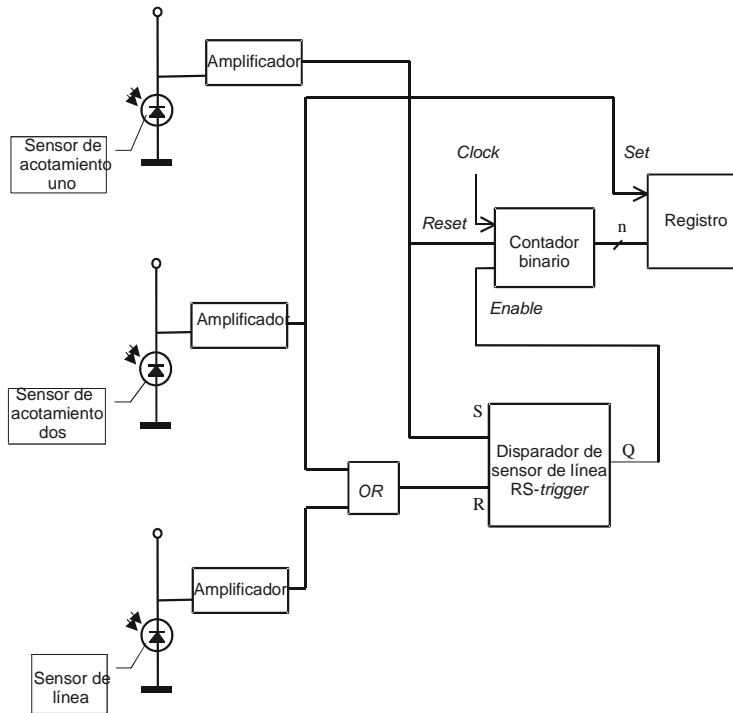 Amplificador
Sensor de
acotamiento
uno
Clock
Set
Reset
n
Contador
binario
Registro
Enable
Amplificador
Sensor de
acotamiento
dos
S
Disparador de
sensor de línea
RS-trigger
Q
OR
R
Amplificador
Sensor de
línea